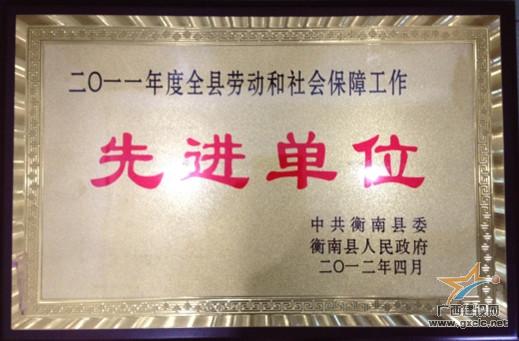 二〇一一年度全县劳动和社会保障工作
先进单位
中共衡南县委
衡南县人民政府
二〇一二年四月
广西建设网
www.gxcic.net